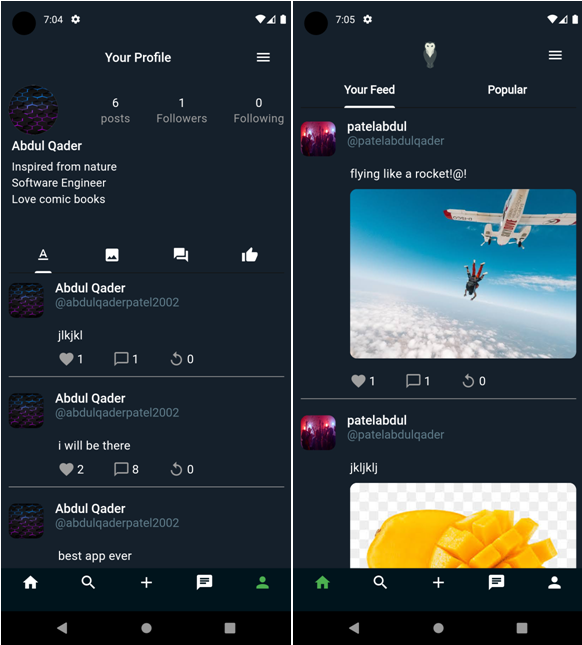 7:04
Your Profile
6
posts
1
Followers
0
Following
Abdul Qader
Inspired from nature
Software Engineer
Love comic books
A
Abdul Qader
@abdulqaderpatel2002
jlkjkl
1 1 0
Abdul Qader
@abdulqaderpatel2002
i will be there
2 8 0
Abdul Qader
@abdulqaderpatel2002
best app ever
7:05
Your Feed Popular
patelabdul
@patelabdulqader
flying like a rocket!@!
1 1 0
patelabdul
@patelabdulqader
jkljklkj